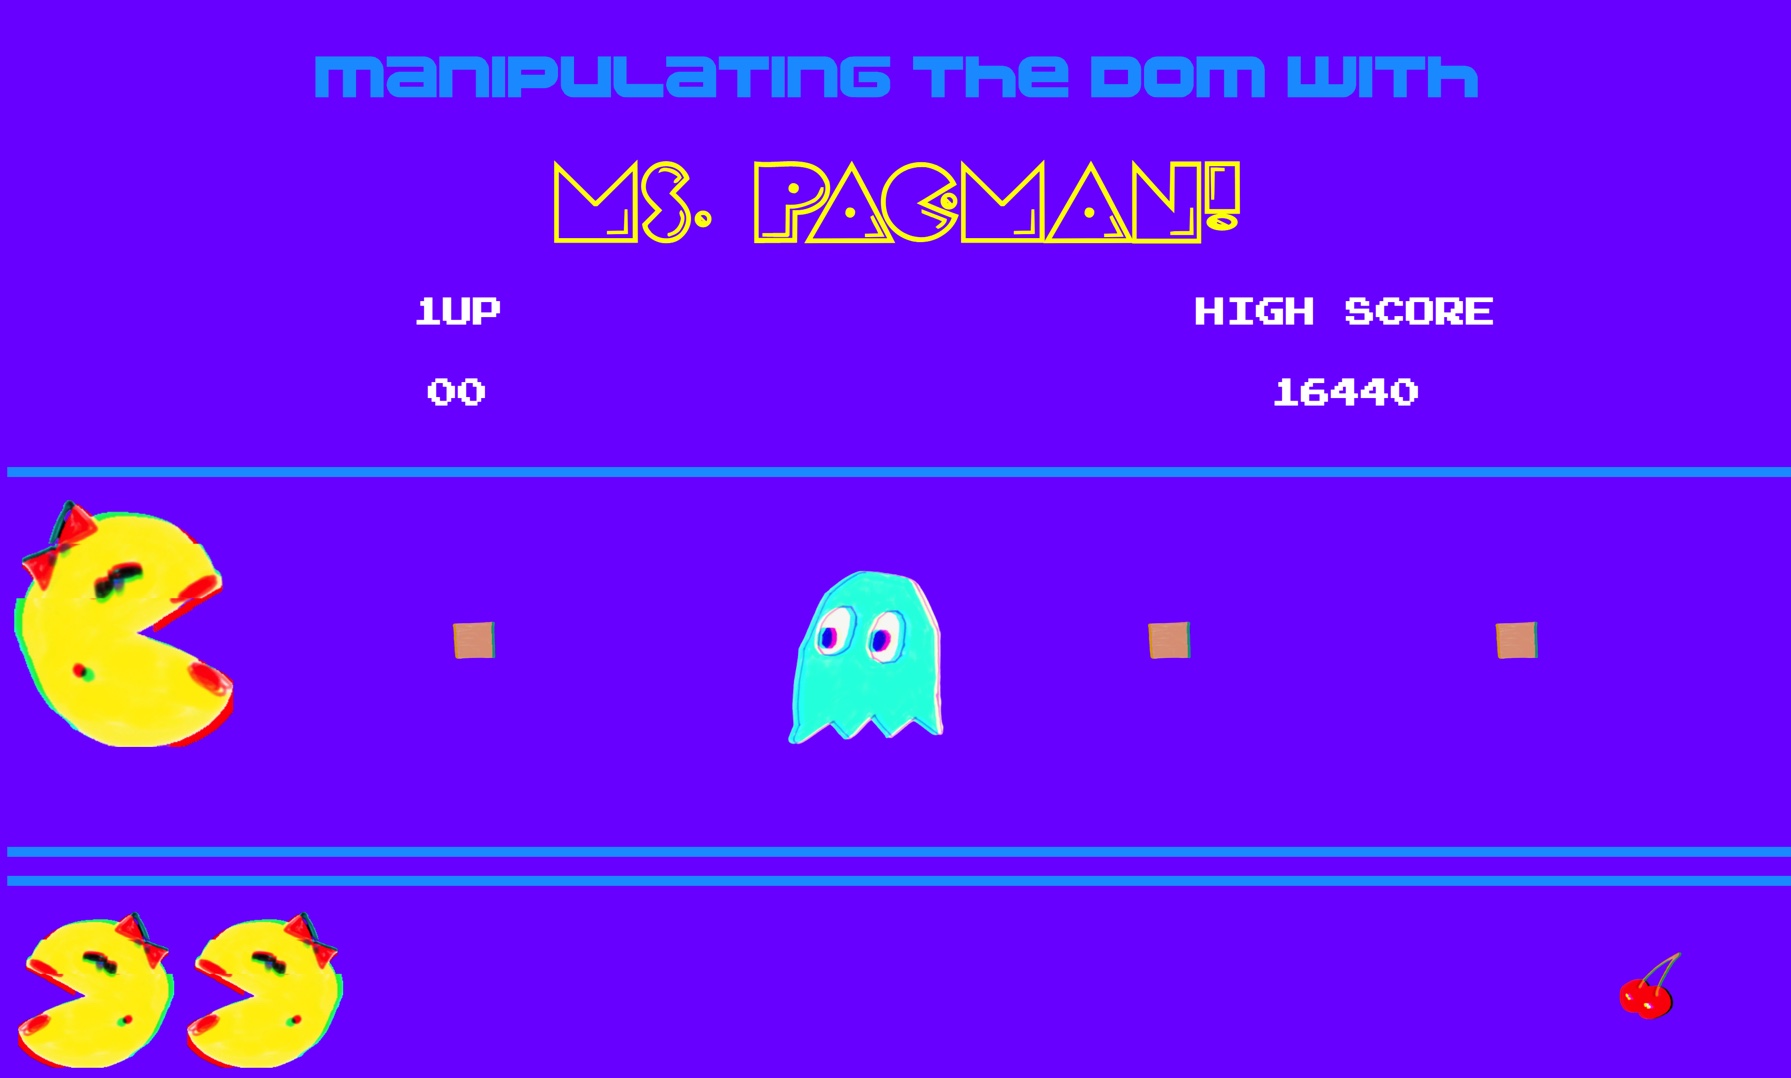 manipulating the dom with
MS. PACMAN!
1UP
HIGH SCORE
00
16440